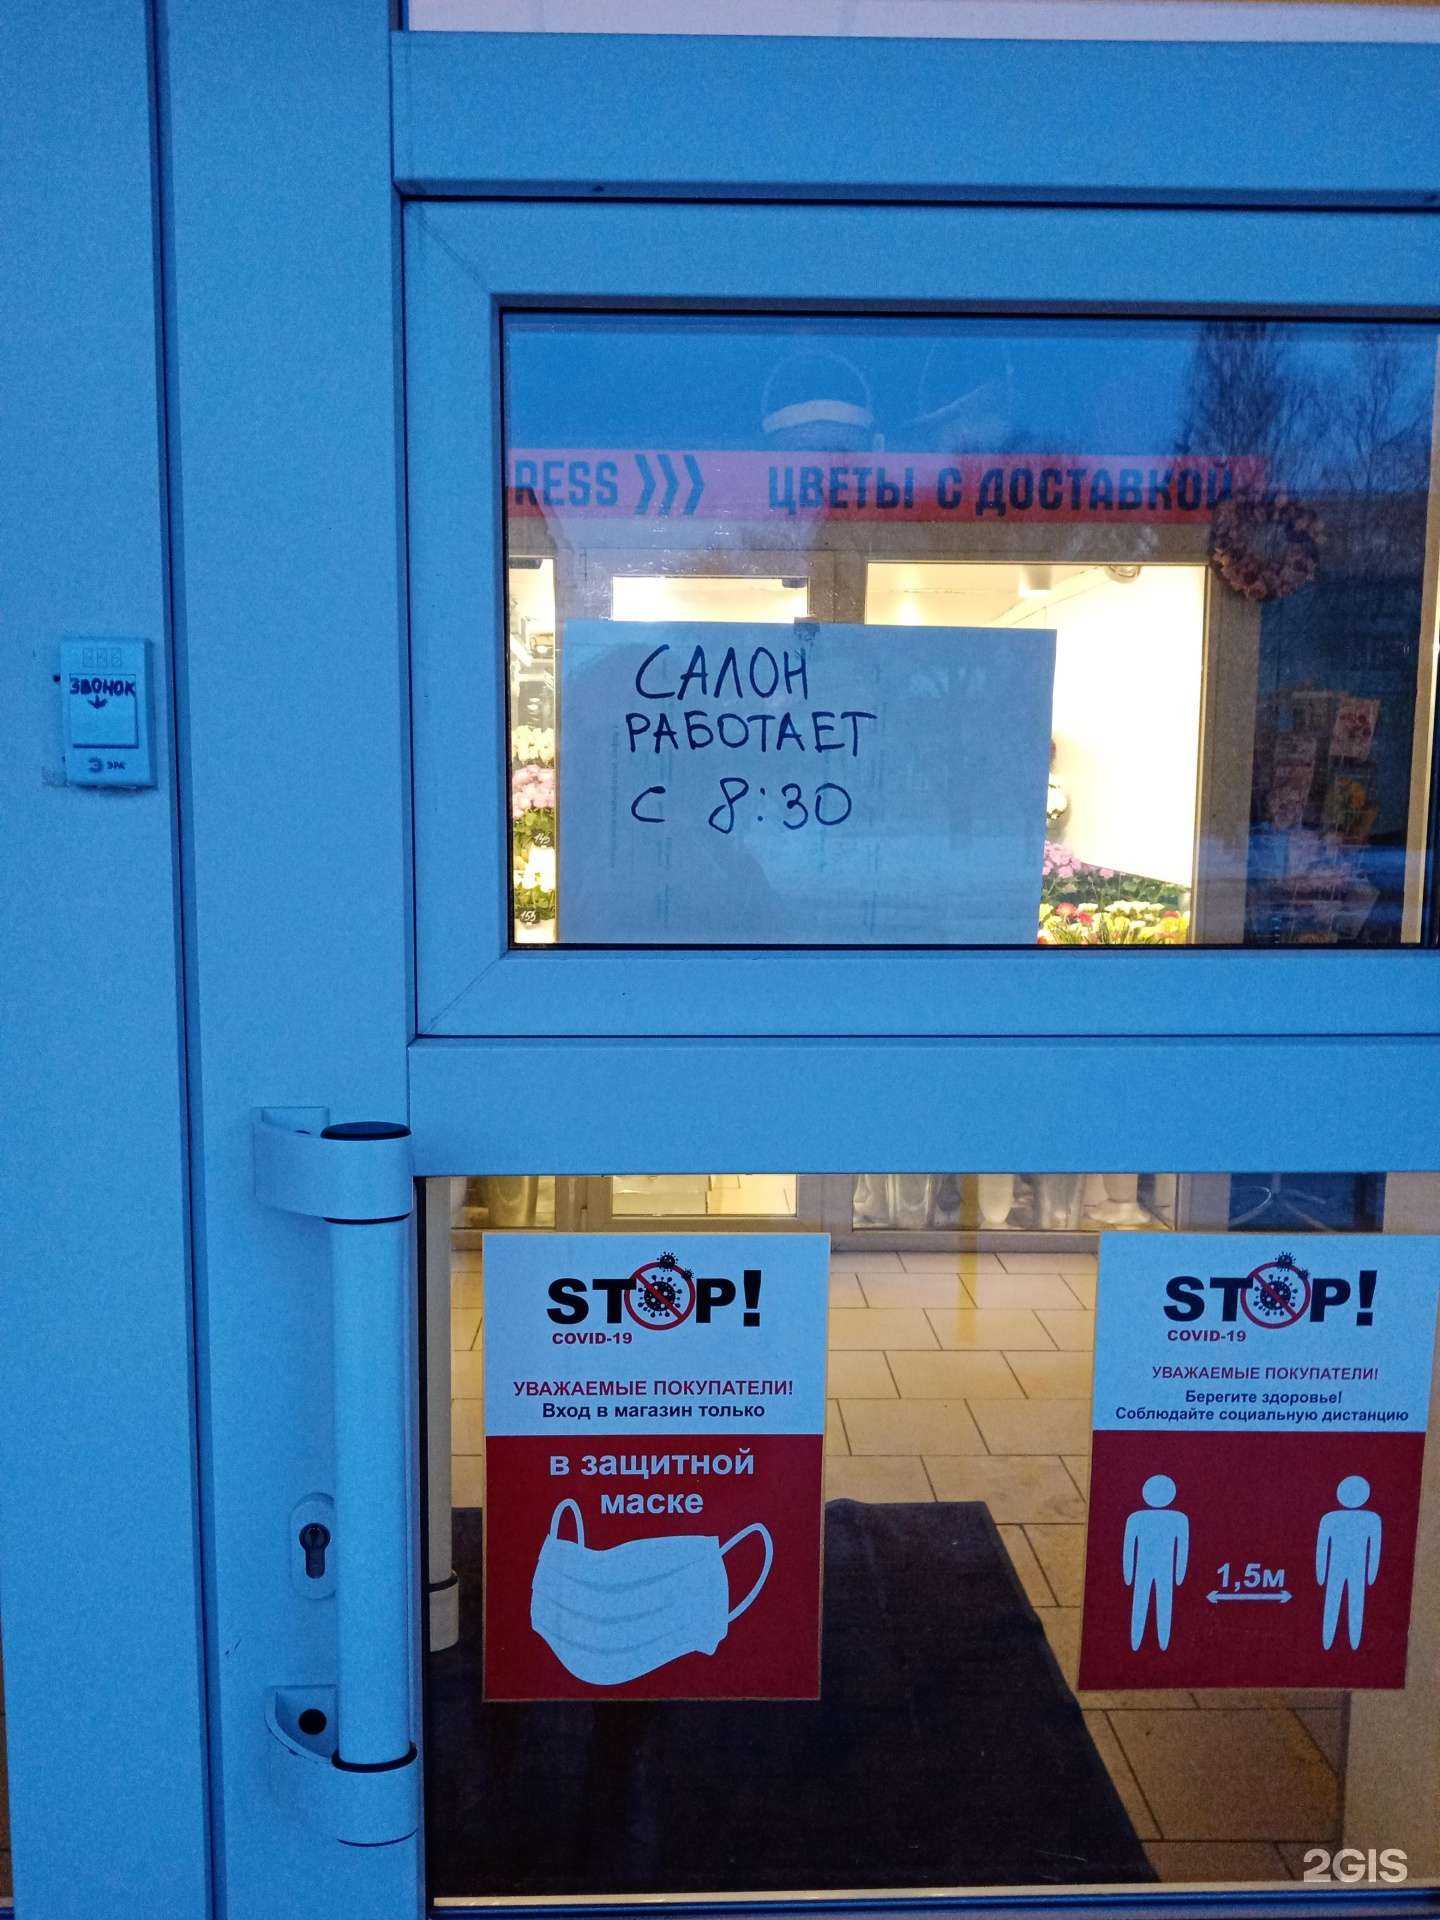 RESS ЦВЕТЫ С ДОСТАВКОЙ
САЛОН
РАБОТАЕТ
С 8:30
ЗВОНОК
ЭРА
STOP!
COVID-19
УВАЖАЕМЫЕ ПОКУПАТЕЛИ!
Вход в магазин только
в защитной
маске
STOP!
COVID-19
УВАЖАЕМЫЕ ПОКУПАТЕЛИ!
Берегите здоровье!
Соблюдайте социальную дистанцию
1,5м
2GIS